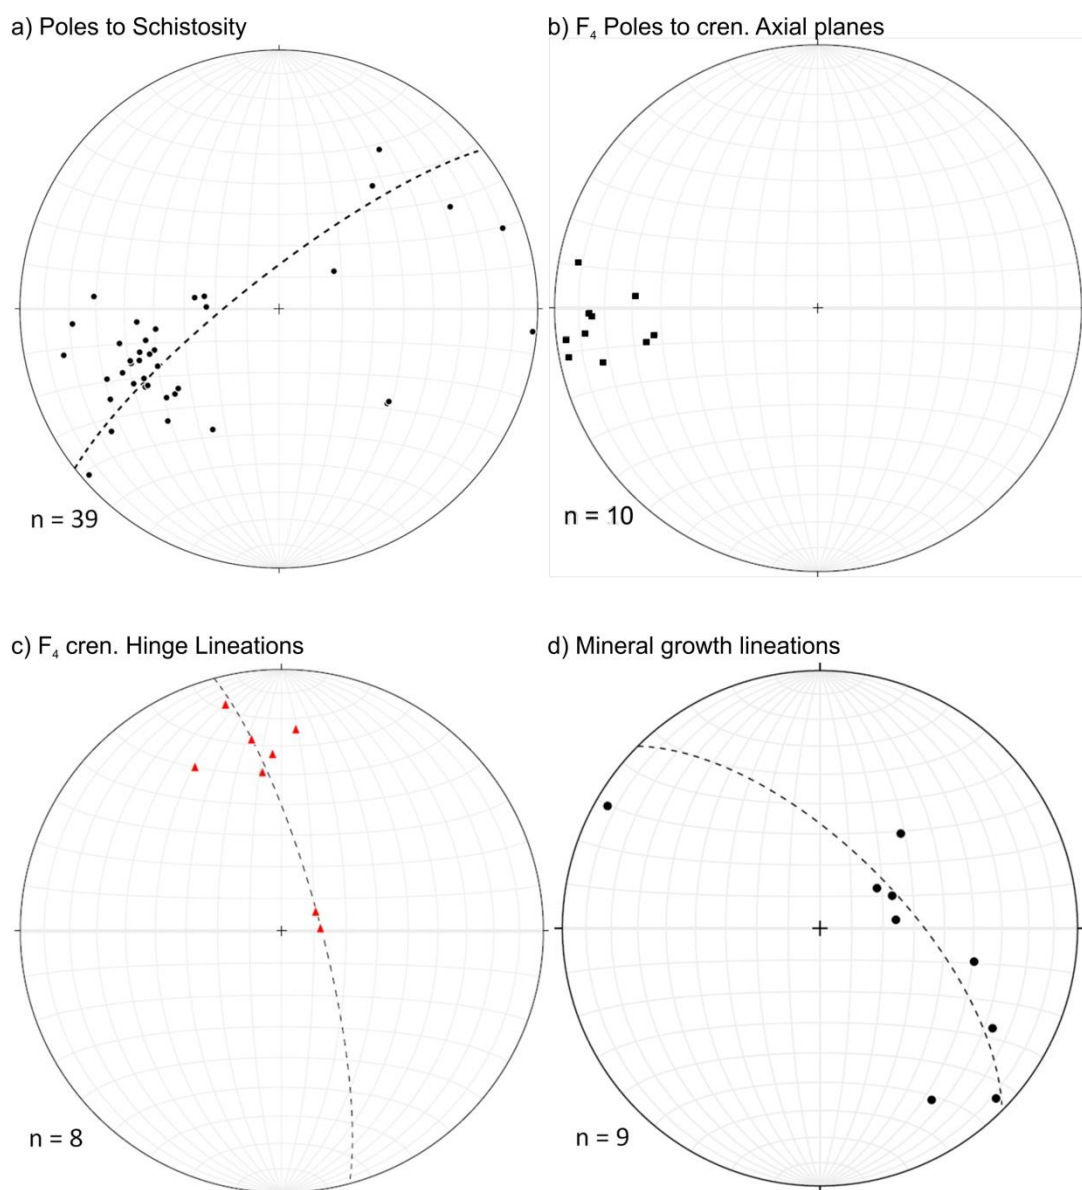 a) Poles to Schistosity
b) F₄ Poles to cren. Axial planes
n = 39
n = 10
c) F₄ cren. Hinge Lineations
d) Mineral growth lineations
n = 8
n = 9